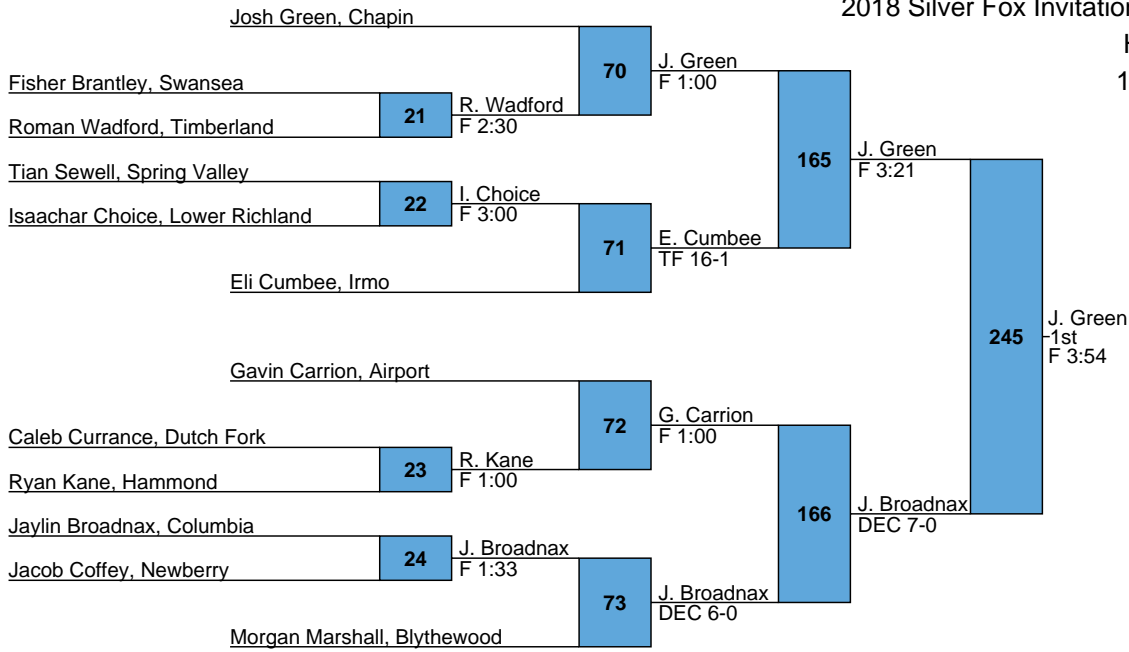 2018 Silver Fox Invitation
H
1
Josh Green, Chapin
Fisher Brantley, Swansea
Roman Wadford, Timberland
Tian Sewell, Spring Valley
Isaachar Choice, Lower Richland
Eli Cumbee, Irmo
Gavin Carrion, Airport
Caleb Currance, Dutch Fork
Ryan Kane, Hammond
Jaylin Broadnax, Columbia
Jacob Coffey, Newberry
Morgan Marshall, Blythewood
21
R. Wadford
F 2:30
22
I. Choice
F 3:00
23
R. Kane
F 1:00
24
J. Broadnax
F 1:33
70
J. Green
F 1:00
71
E. Cumbee
TF 16-1
72
G. Carrion
F 1:00
73
J. Broadnax
DEC 6-0
165
J. Green
F 3:21
166
J. Broadnax
DEC 7-0
245
J. Green
1st
F 3:54